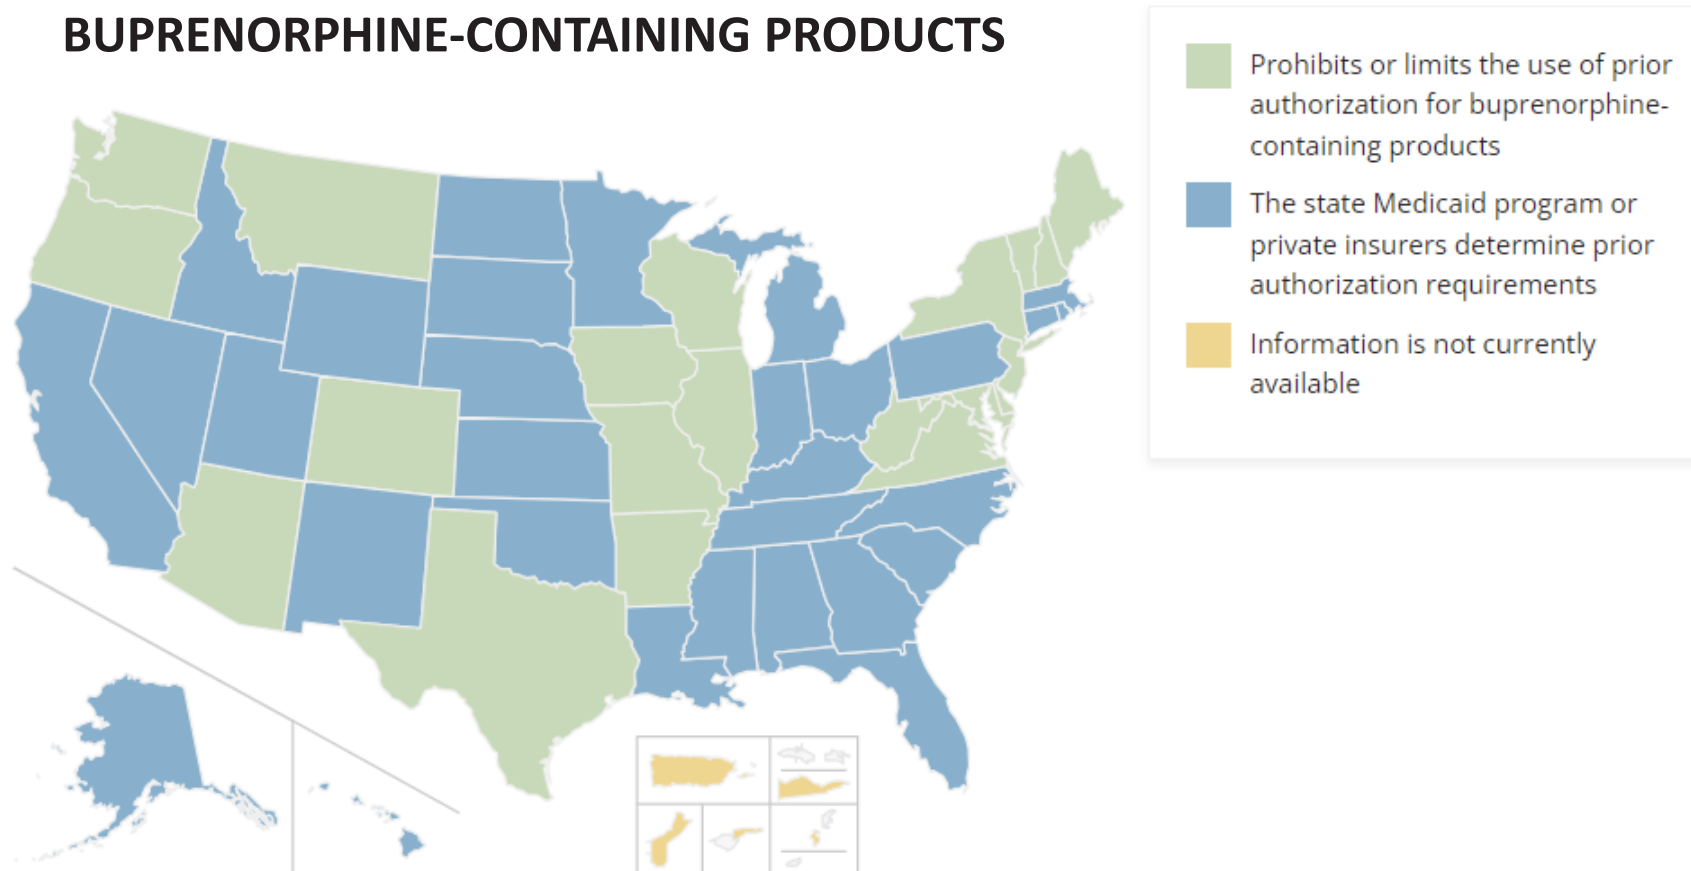 BUPRENORPHINE-CONTAINING PRODUCTS
Prohibits or limits the use of prior
authorization for buprenorphine-
containing products
The state Medicaid program or
private insurers determine prior
authorization requirements
Information is not currently
available